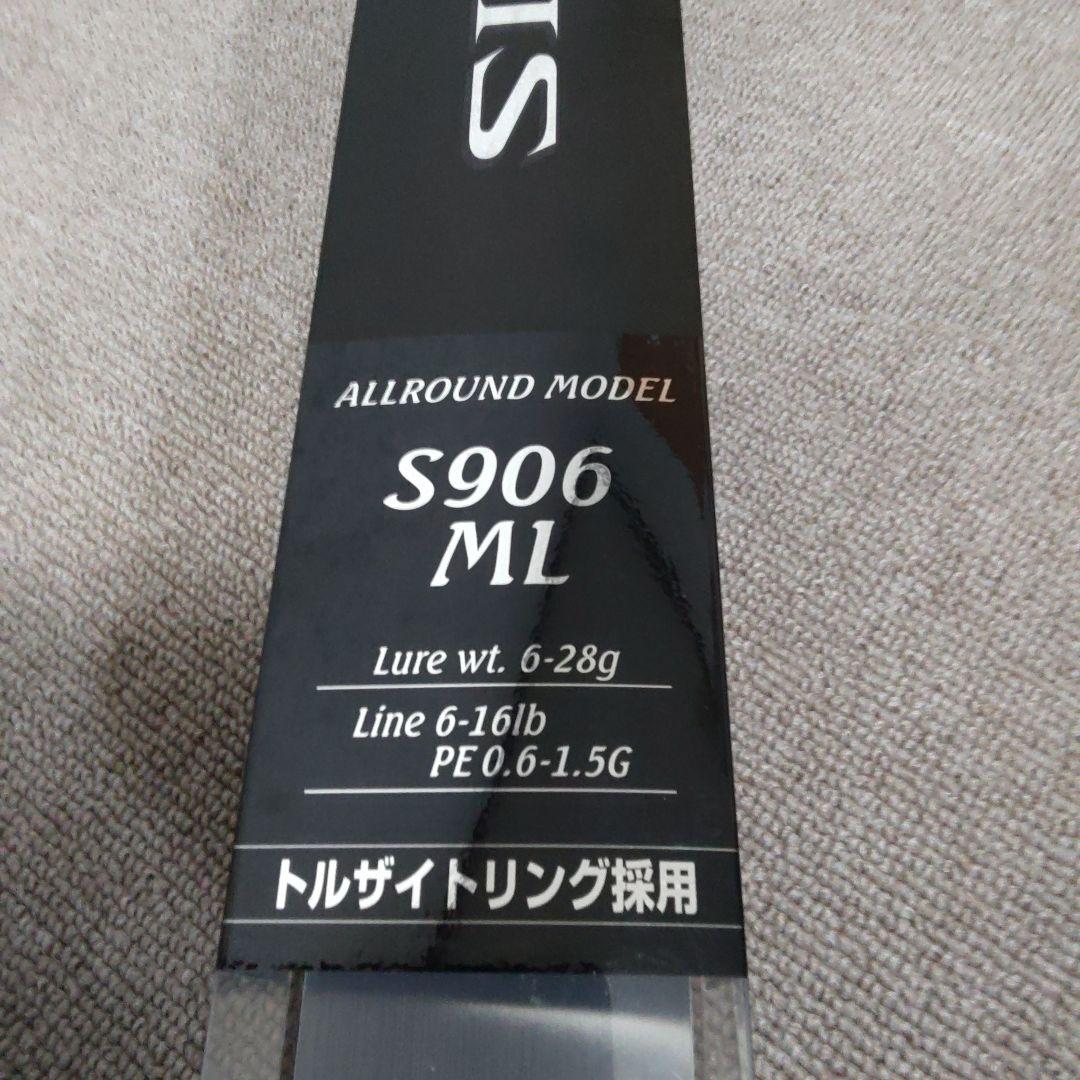 ALLROUND MODEL
S906
ML
Lure wt. 6-28g
Line 6-16lb
PE 0.6-1.5G
トルザイトリング採用